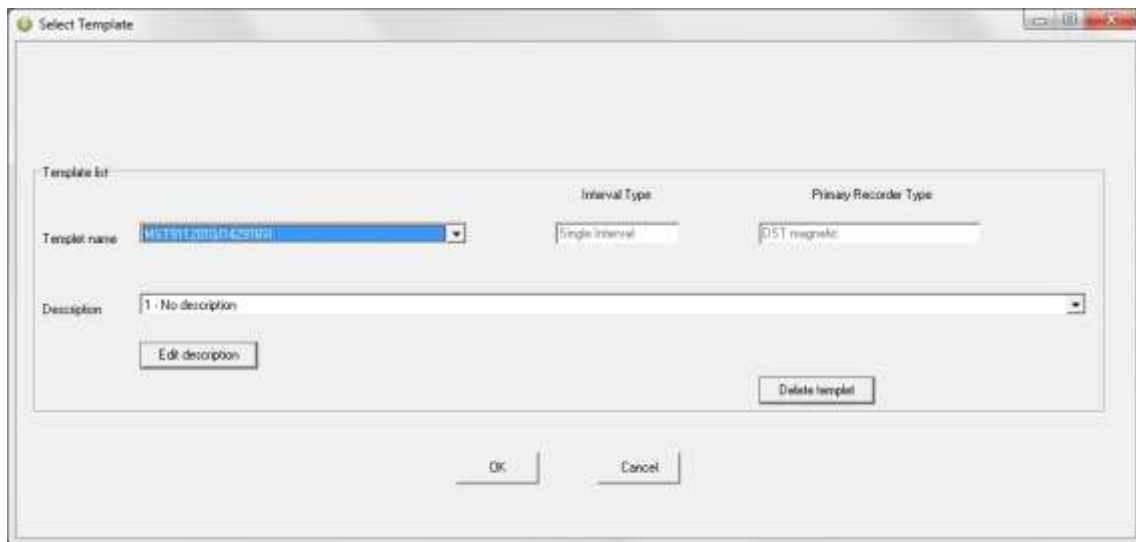 Select Template
Template list
Interval Type Primary Recorder Type
Templet name Single Interval DST magnetic
Description 1 - No description
Edit description
Delete templet
OK Cancel